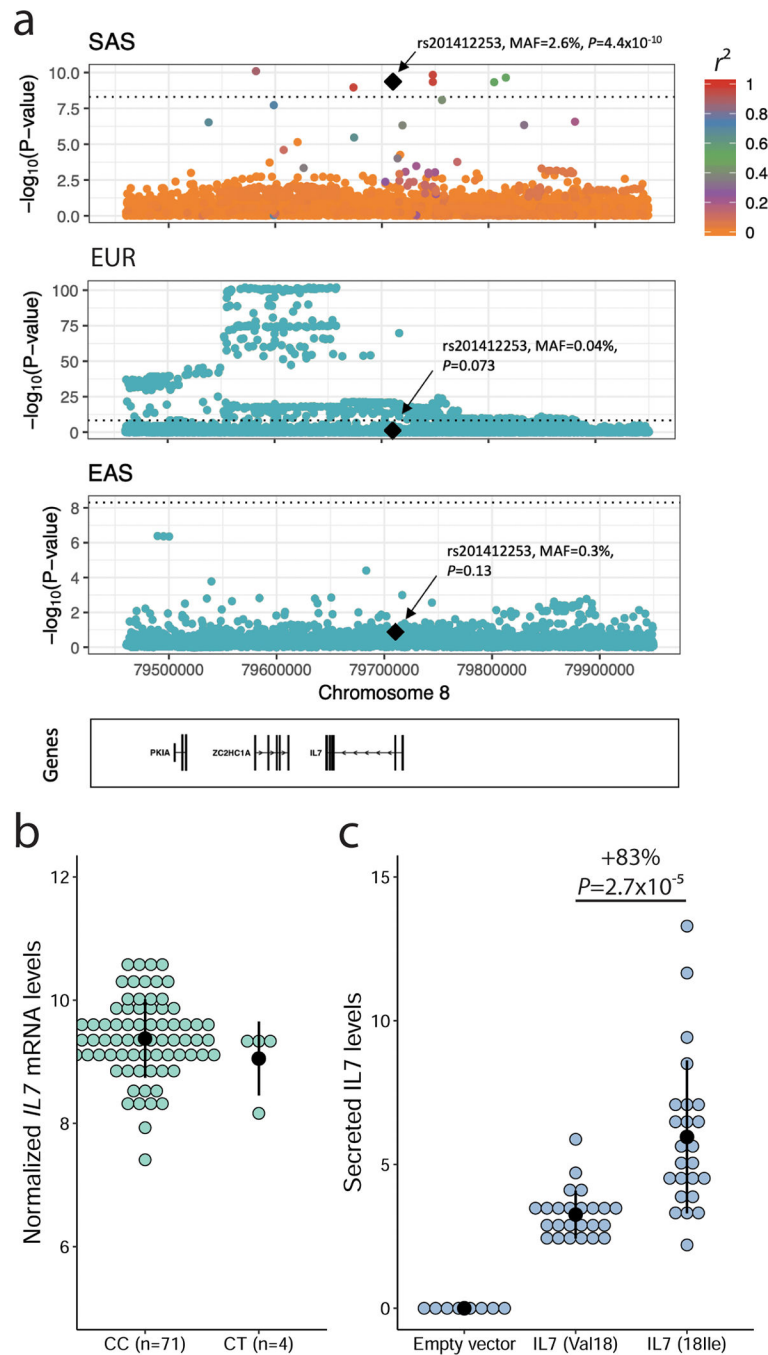 a
SAS
rs201412253, MAF=2.6%, P=4.4x10⁻¹⁰
r²
10.0
7.5
5.0
2.5
0.0
−log₁₀(P−value)
1
0.8
0.6
0.4
0.2
0
EUR
100
75
50
25
0
−log₁₀(P−value)
rs201412253, MAF=0.04%,
P=0.073
EAS
8
6
4
2
0
−log₁₀(P−value)
rs201412253, MAF=0.3%,
P=0.13
79500000 79600000 79700000 79800000 79900000
Chromosome 8
Genes
PKIA ZC2HC1A IL7
b
12
10
8
6
Normalized IL7 mRNA levels
CC (n=71) CT (n=4)
c
+83%
P=2.7x10⁻⁵
15
10
5
0
Secreted IL7 levels
Empty vector IL7 (Val18) IL7 (18Ile)